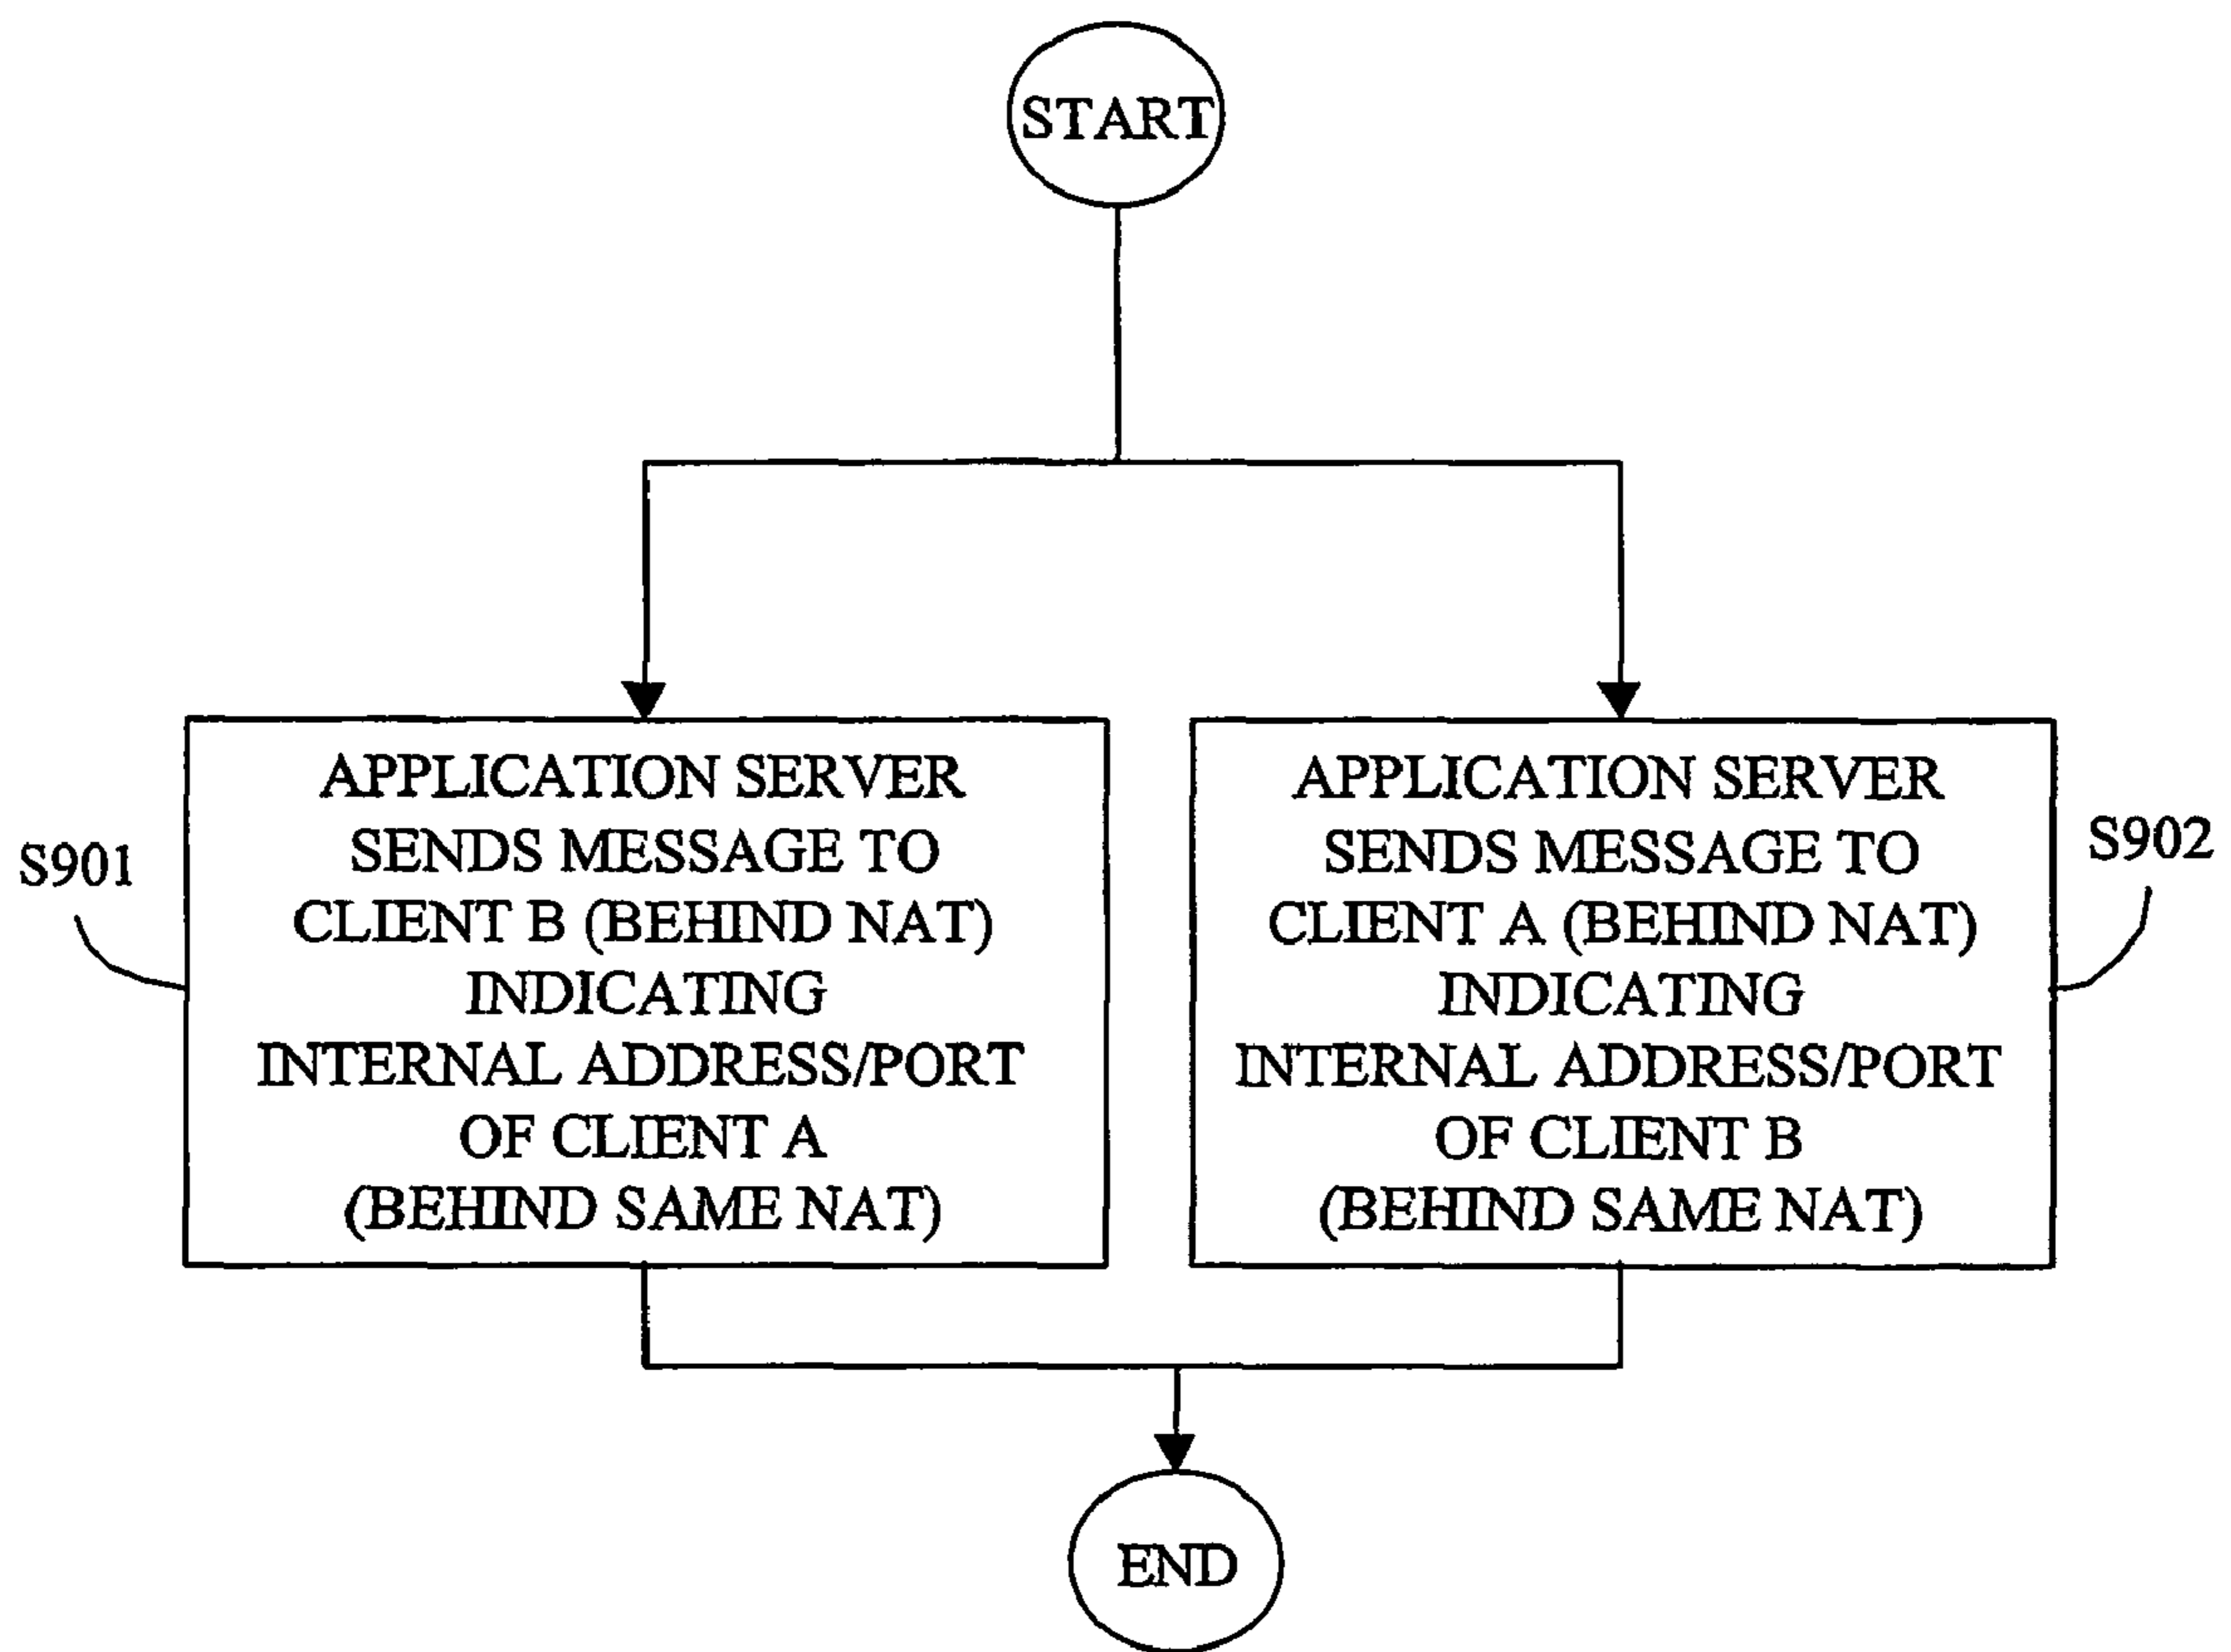 START
S901
APPLICATION SERVER
SENDS MESSAGE TO
CLIENT B (BEHIND NAT)
INDICATING
INTERNAL ADDRESS/PORT
OF CLIENT A
(BEHIND SAME NAT)
APPLICATION SERVER
SENDS MESSAGE TO
CLIENT A (BEHIND NAT)
INDICATING
INTERNAL ADDRESS/PORT
OF CLIENT B
(BEHIND SAME NAT)
S902
END